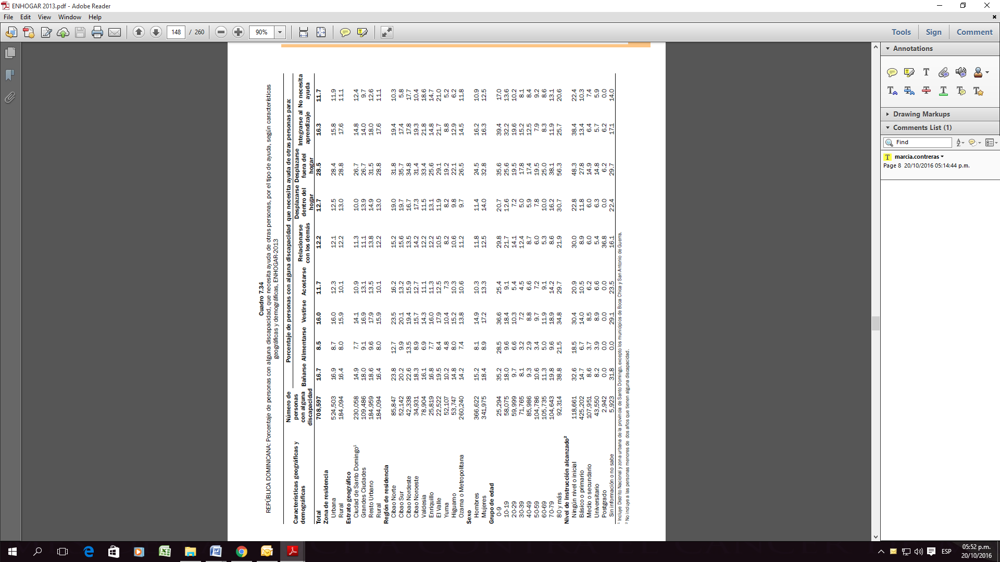 ENHOGAR 2013.pdf - Adobe Reader
File Edit View Window Help
148 / 260 90% Tools Sign Comment
Cuadro 7.34
REPÚBLICA DOMINICANA: Porcentaje de personas con alguna discapacidad, que necesita ayuda de otras personas, por el tipo de ayuda, según características
geográficas y demográficas, ENHOGAR-2013
Características geográficas y demográficas
Número de personas con alguna discapacidad
Porcentaje de personas con alguna discapacidad que necesita ayuda de otras personas para:
Bañarse Alimentarse Vestirse Acostarse Relacionarse con los demás Desplazarse dentro del hogar Desplazarse fuera del hogar Integrarse al aprendizaje No necesita ayuda
Total 708,597 16.7 8.5 16.0 11.7 12.2 12.7 28.5 16.3 11.7
Zona de residencia
Urbana 524,503 16.9 8.7 16.0 12.3 12.1 12.5 28.4 15.8 11.9
Rural 184,094 16.4 8.0 15.9 10.1 12.2 13.0 28.8 17.6 11.1
Estrato geográfico
Ciudad de Santo Domingo¹ 230,058 14.9 7.7 14.1 10.9 11.3 10.0 26.7 14.8 12.4
Grandes Ciudades 109,486 18.0 9.1 16.9 13.1 11.1 13.9 26.7 14.0 9.7
Resto Urbano 184,959 18.6 9.6 17.9 13.5 13.8 14.9 31.5 18.0 12.6
Rural 184,094 16.4 8.0 15.9 10.1 12.2 13.0 28.8 17.6 11.1
Región de residencia
Cibao Norte 85,847 23.8 12.7 23.5 16.2 15.2 19.0 31.8 19.4 10.3
Cibao Sur 52,142 20.2 9.9 20.1 13.2 15.6 19.7 35.7 17.4 5.8
Cibao Nordeste 42,338 22.6 13.5 19.4 15.9 13.5 16.7 34.8 17.8 17.7
Cibao Noroeste 34,931 18.3 8.9 15.7 12.7 14.2 17.3 31.4 19.3 10.4
Valdesia 78,904 16.1 6.9 14.3 11.1 12.2 11.5 33.4 21.8 18.6
Enriquillo 25,819 16.8 7.7 16.0 11.3 12.2 13.1 25.6 14.8 14.7
El Valle 22,522 19.5 8.4 17.9 12.5 10.5 11.9 29.1 21.7 21.0
Yuma 52,107 10.2 4.8 10.4 7.3 8.2 8.2 19.2 8.8 5.2
Higuamo 53,747 14.8 8.0 15.2 10.3 10.6 9.8 22.1 12.9 6.2
Ozama o Metropolitana 260,240 14.2 7.4 13.8 10.6 11.2 9.7 26.5 14.5 11.8
Sexo
Hombres 366,622 15.2 8.1 14.9 10.3 11.8 11.4 24.5 16.2 10.9
Mujeres 341,975 18.4 8.9 17.2 13.3 12.5 14.0 32.8 16.3 12.5
Grupo de edad
0-9 25,294 35.2 28.5 36.6 25.4 29.8 20.7 35.6 39.4 17.0
10-19 58,075 18.0 9.6 18.4 9.1 21.7 12.6 25.6 32.2 13.6
20-29 59,999 9.7 6.6 10.3 5.4 14.1 7.2 19.5 19.6 10.2
30-39 71,765 8.1 3.2 7.2 4.5 12.4 5.0 17.8 15.2 8.1
40-49 85,986 9.3 2.9 8.8 6.6 8.7 5.9 17.4 12.5 8.4
50-59 104,786 10.6 3.4 9.7 7.2 6.0 7.8 19.5 7.9 9.2
60-69 105,735 11.3 5.0 11.9 9.1 5.3 10.0 25.0 8.3 8.6
70-79 104,643 19.8 9.6 18.9 14.2 8.6 16.2 38.1 11.9 13.1
80 y más 92,314 38.8 21.5 34.8 29.7 21.9 30.7 56.3 25.7 20.6
Nivel de instrucción alcanzado²
Ningún nivel o inicial 118,661 32.6 18.5 30.4 20.9 30.0 22.8 48.3 38.4 22.4
Básico o primario 425,202 14.7 6.7 14.0 10.5 8.9 11.8 27.8 13.4 10.3
Medio o secundario 107,951 8.6 3.7 8.5 6.2 6.0 6.0 14.9 6.4 7.4
Universitario 43,550 8.2 3.9 8.9 6.6 5.4 6.3 14.8 5.7 5.9
Postgrado 2,942 0.0 0.0 0.0 0.0 36.8 0.0 6.2 6.2 0.0
Sin información o no sabe 5,923 31.8 0.0 29.1 23.5 16.1 22.4 29.7 17.1 14.0
¹ Incluye Distrito Nacional y zona urbana de la provincia de Santo Domingo, excepto los municipios de Boca Chica y San Antonio de Guerra.
² No incluye a las personas menores de dos años que tienen alguna discapacidad.
Annotations
Drawing Markups
Comments List (1)
Find
marcia.contreras
Page 8 20/10/2016 05:14:44 p.m.
ESP
05:52 p.m.
20/10/2016